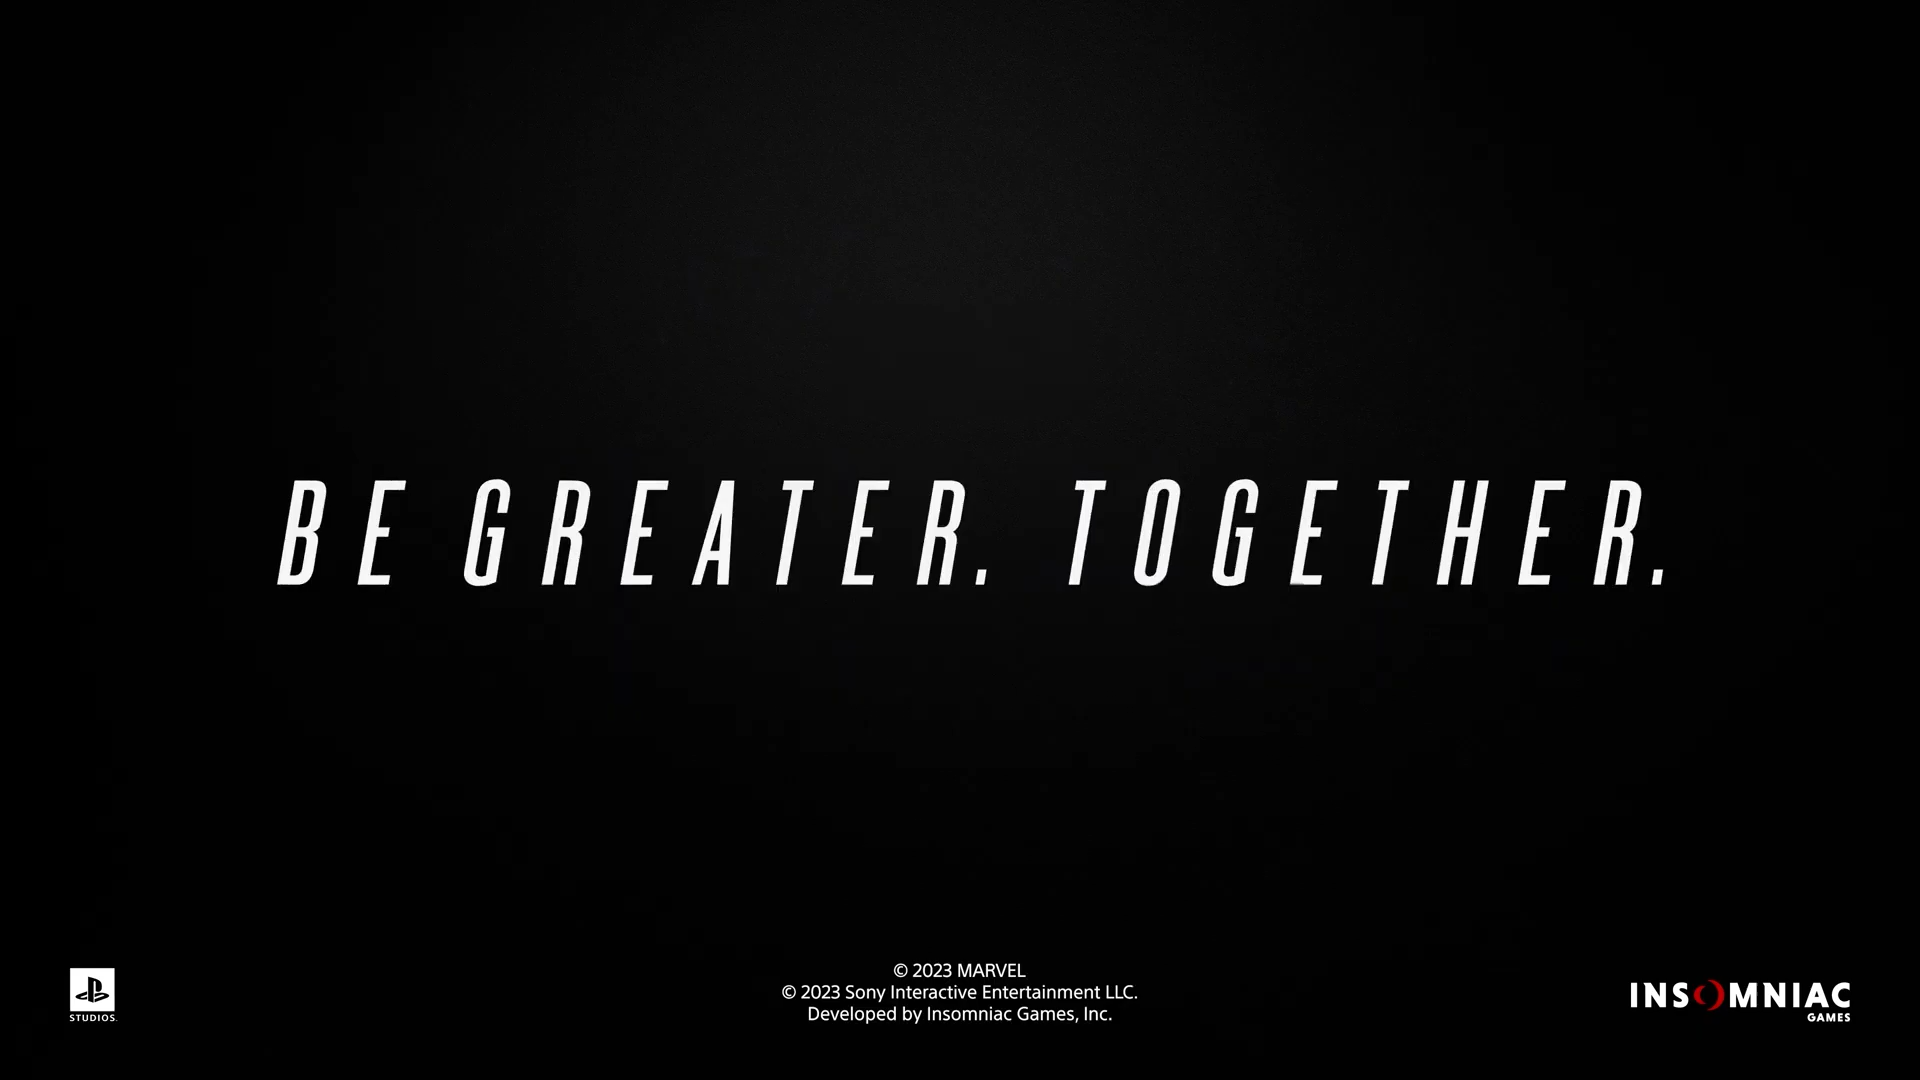 BE GREATER. TOGETHER.
© 2023 MARVEL
© 2023 Sony Interactive Entertainment LLC.
Developed by Insomniac Games, Inc.
STUDIOS
INSOMNIAC
GAMES